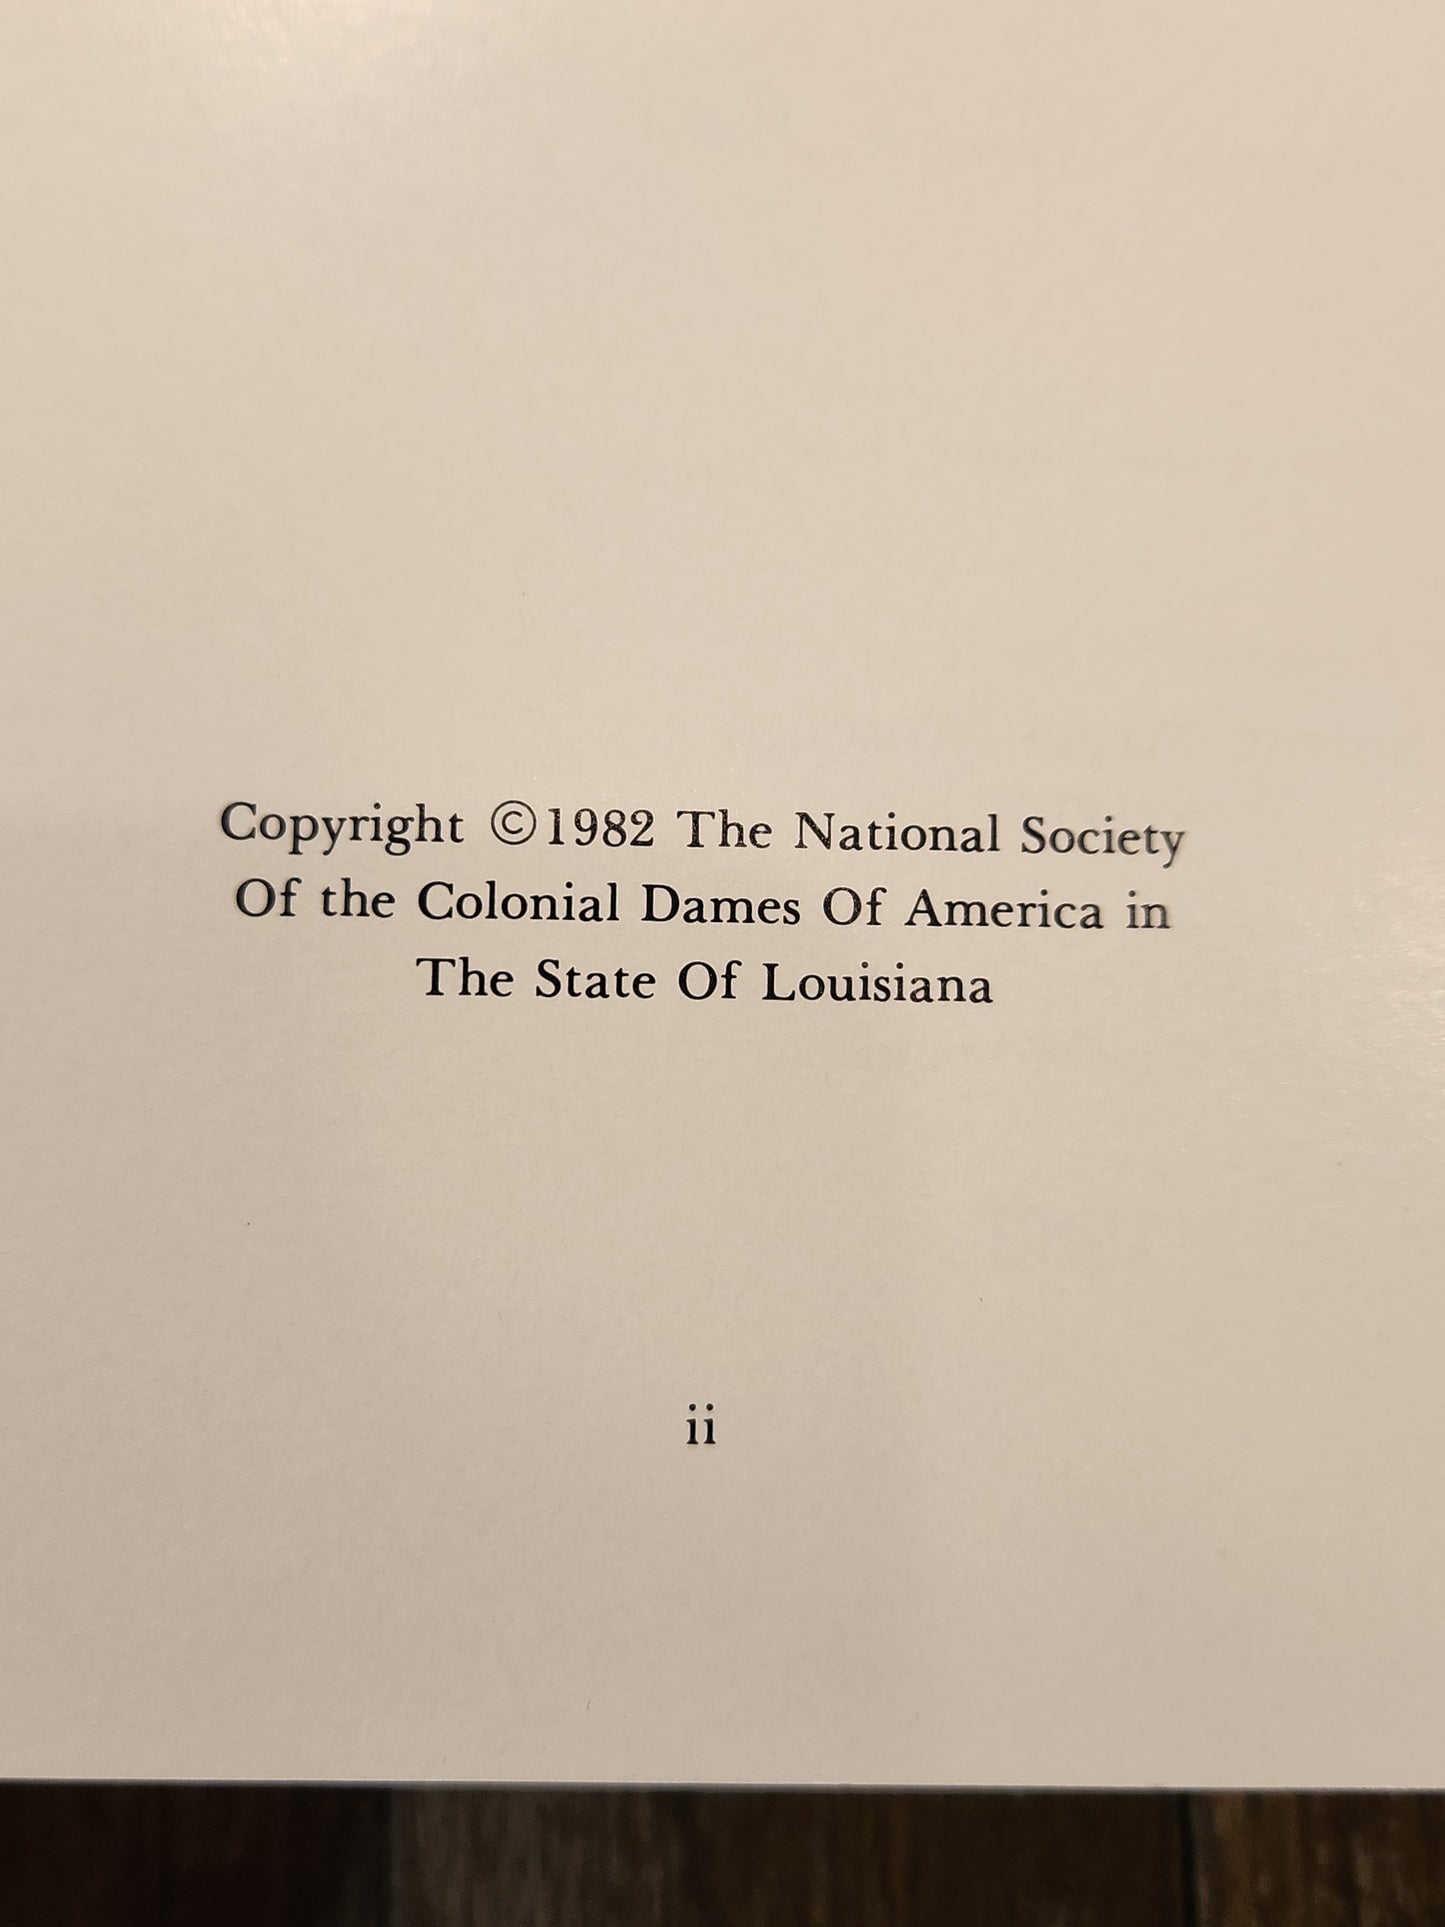 Copyright ©1982 The National Society
Of the Colonial Dames Of America in
The State Of Louisiana
ii